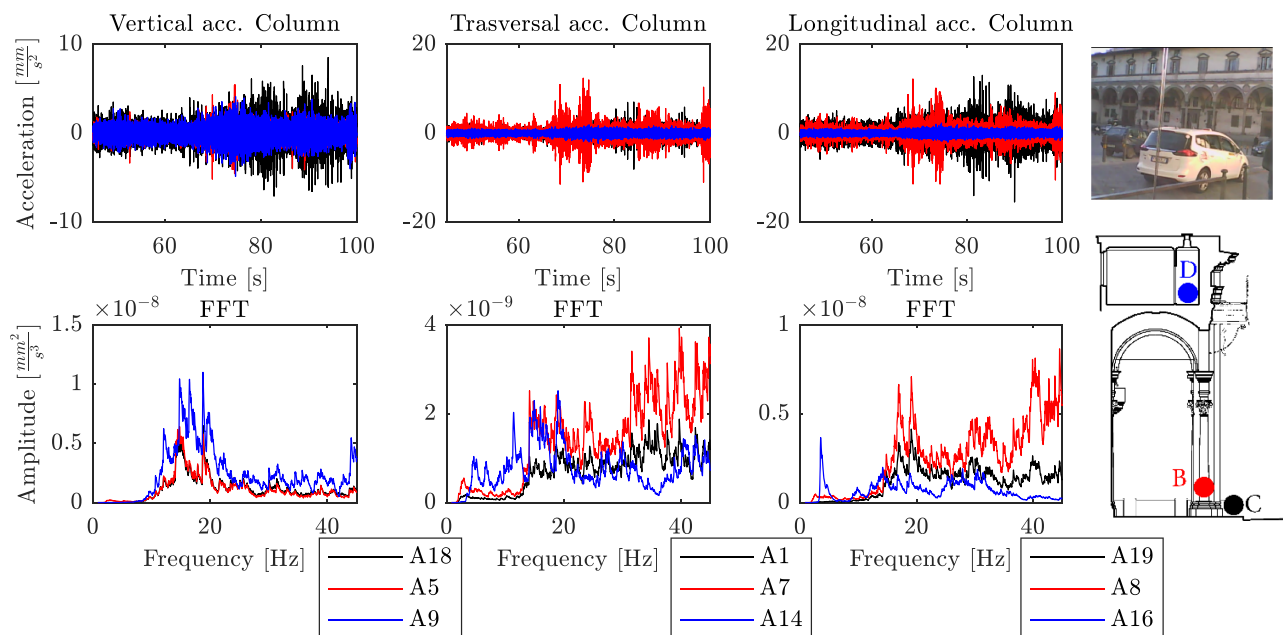 Vertical acc. Column
Trasversal acc. Column
Longitudinal acc. Column
Acceleration [mm/s²]
10
0
-10
60
80
100
Time [s]
20
0
-20
60
80
100
Time [s]
20
0
-20
60
80
100
Time [s]
×10⁻⁸
FFT
×10⁻⁹
FFT
×10⁻⁸
FFT
Amplitude [mm²/s³]
1.5
1
0.5
0
0
20
40
Frequency [Hz]
4
2
0
0
20
40
Frequency [Hz]
1
0.5
0
0
20
40
Frequency [Hz]
D
B
C
A18
A5
A9
A1
A7
A14
A19
A8
A16